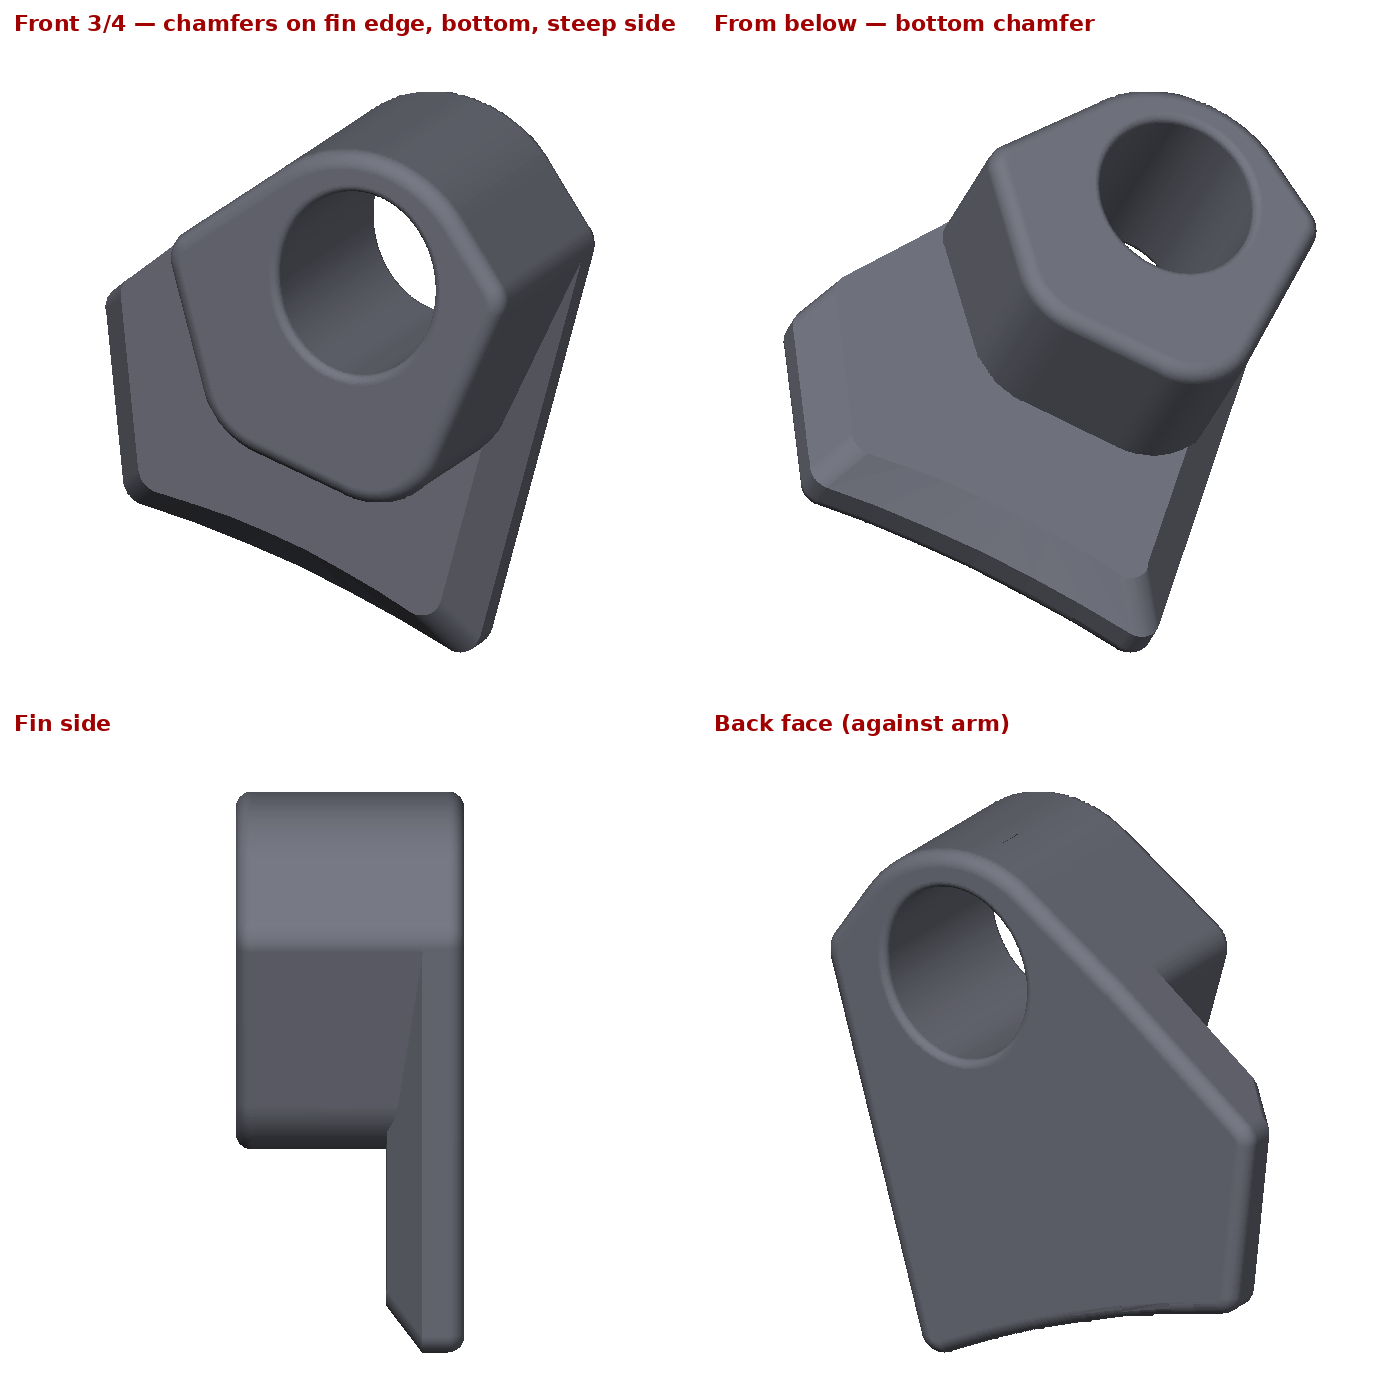 Front 3/4 — chamfers on fin edge, bottom, steep side
From below — bottom chamfer
Fin side
Back face (against arm)